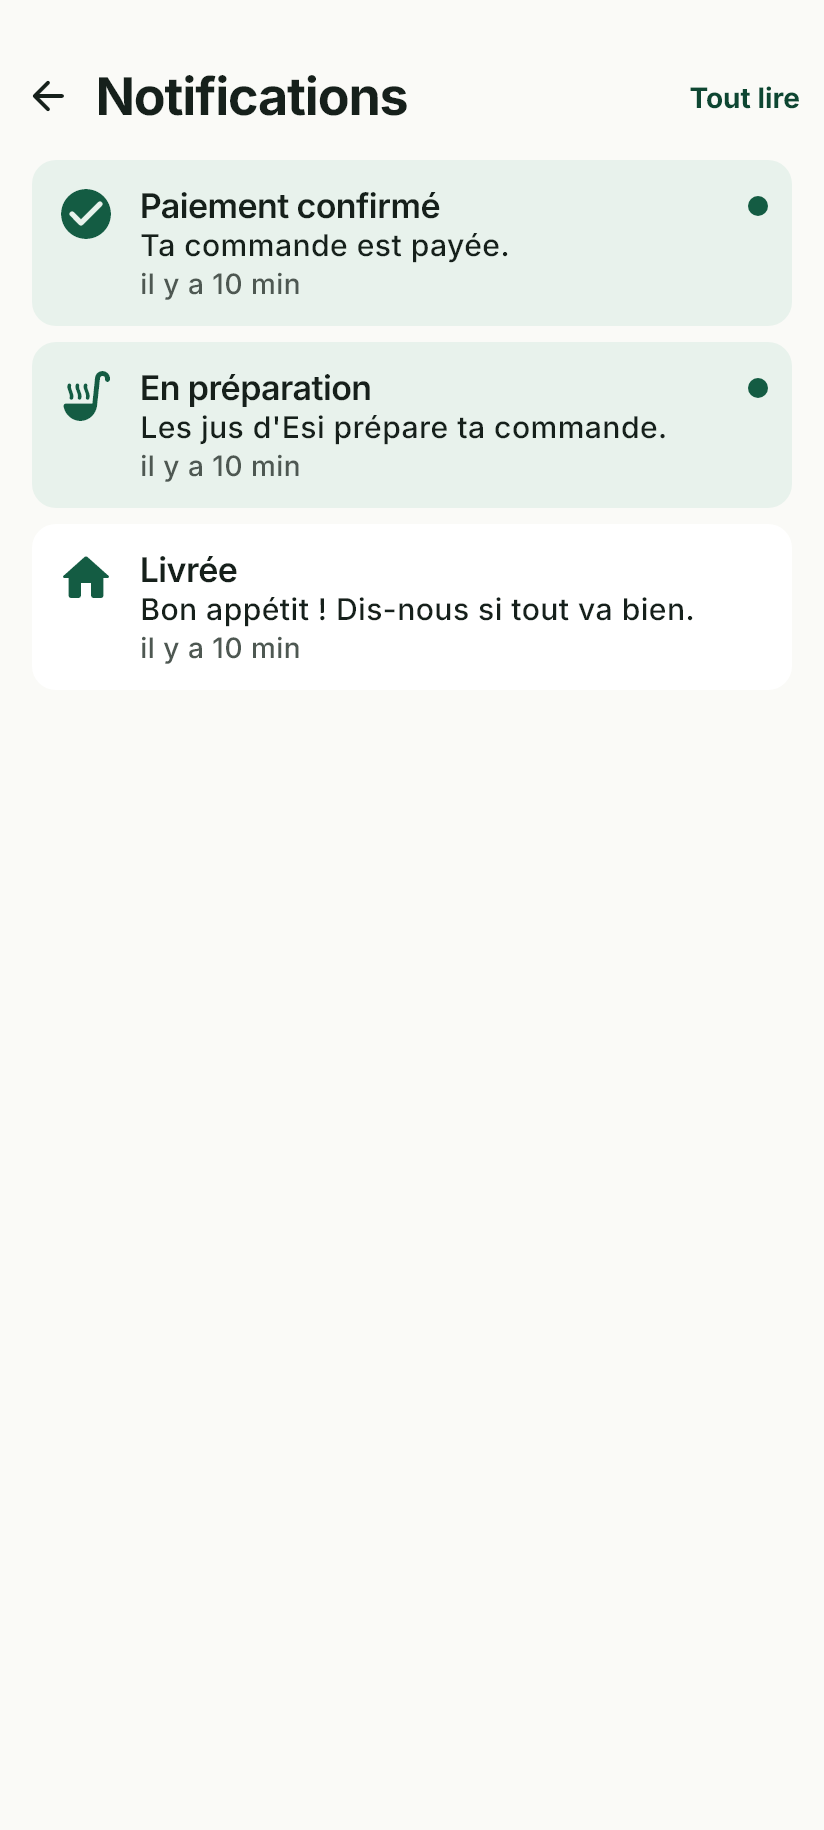 Notifications
Tout lire
Paiement confirmé
Ta commande est payée.
il y a 10 min
En préparation
Les jus d'Esi prépare ta commande.
il y a 10 min
Livrée
Bon appétit ! Dis-nous si tout va bien.
il y a 10 min